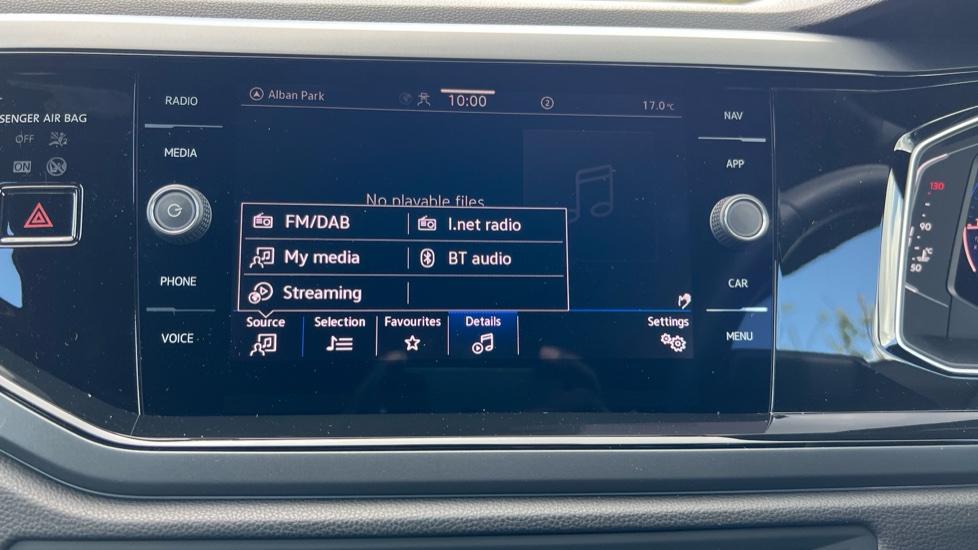 RADIO
MEDIA
PHONE
VOICE
SENGER AIR BAG
OFF
ON
Alban Park
10:00
2
17.0°C
No playable files
FM/DAB
I.net radio
My media
BT audio
Streaming
Source
Selection
Favourites
Details
Settings
NAV
APP
CAR
MENU
130
90
°C
50